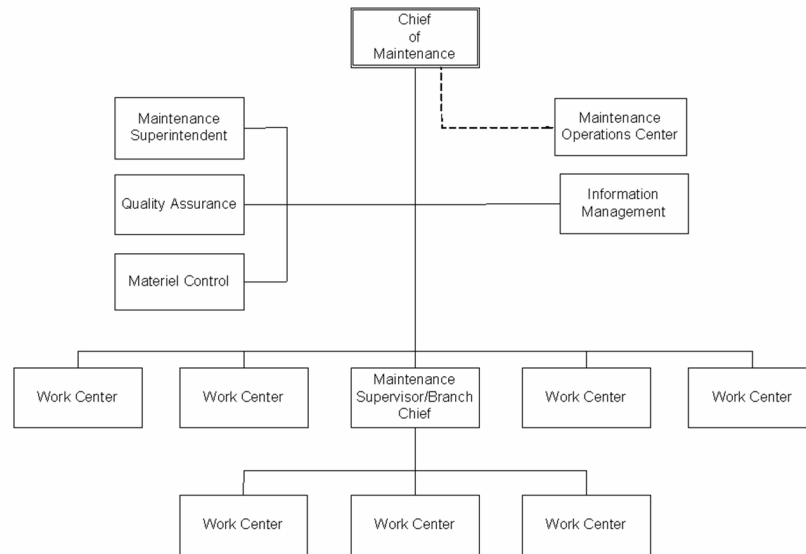 Chief
of
Maintenance
Maintenance
Superintendent
Maintenance
Operations Center
Quality Assurance
Information
Management
Materiel Control
Work Center
Work Center
Maintenance
Supervisor/Branch
Chief
Work Center
Work Center
Work Center
Work Center
Work Center